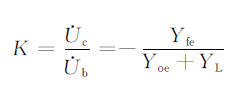 K = U̇c / U̇b = − Yfe / (Yoe + YL)